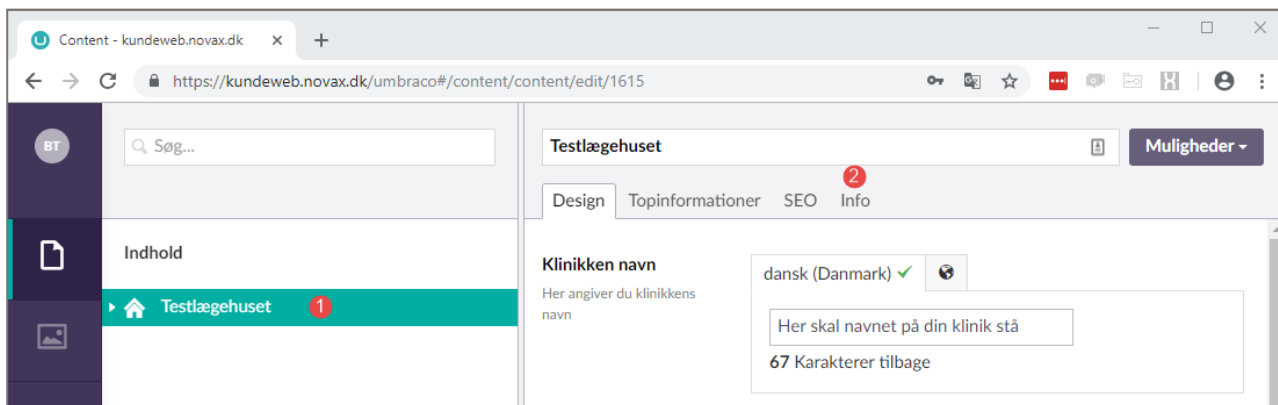 Content - kundeweb.novax.dk
https://kundeweb.novax.dk/umbraco#/content/content/edit/1615
BT
Søg...
Testlægehuset
Muligheder
2
Design Topinformationer SEO Info
Indhold
Testlægehuset 1
Klinikken navn
Her angiver du klinikkens
navn
dansk (Danmark)
Her skal navnet på din klinik stå
67 Karakterer tilbage